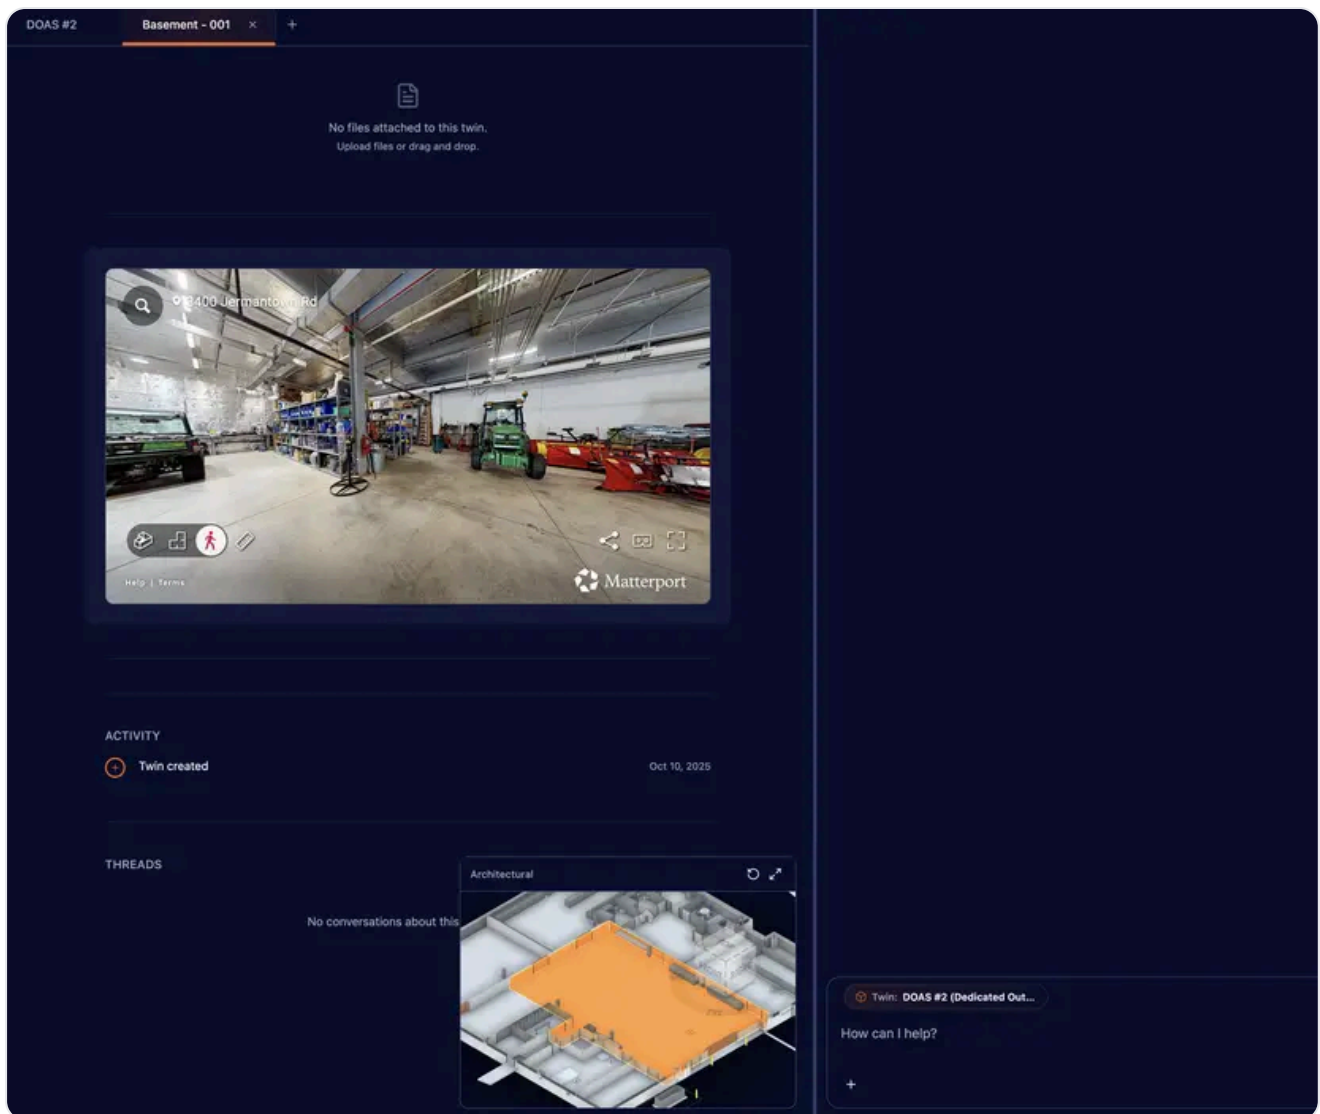 DOAS #2
Basement - 001
No files attached to this twin.
Upload files or drag and drop.
Jermantown Rd
Help | Terms
Matterport
ACTIVITY
Twin created
Oct 10, 2025
THREADS
No conversations about this
Architectural
Twin: DOAS #2 (Dedicated Out...
How can I help?